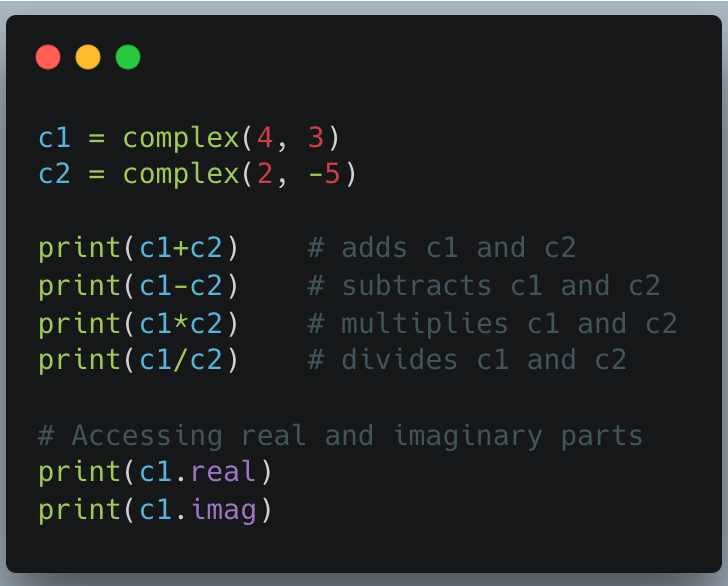 c1 = complex(4, 3)
c2 = complex(2, -5)
print(c1+c2)    # adds c1 and c2
print(c1-c2)    # subtracts c1 and c2
print(c1*c2)    # multiplies c1 and c2
print(c1/c2)    # divides c1 and c2
# Accessing real and imaginary parts
print(c1.real)
print(c1.imag)